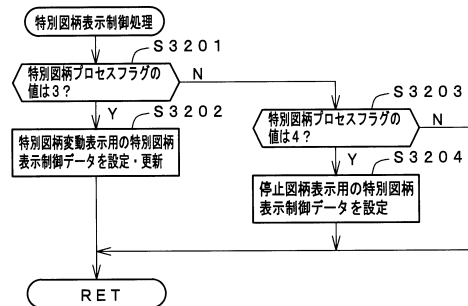 特別図柄表示制御処理
S3201
特別図柄プロセスフラグの
値は3?
N
Y
S3202
特別図柄変動表示用の特別図柄
表示制御データを設定・更新
S3203
特別図柄プロセスフラグの
値は4?
N
Y
S3204
停止図柄表示用の特別図柄
表示制御データを設定
RET